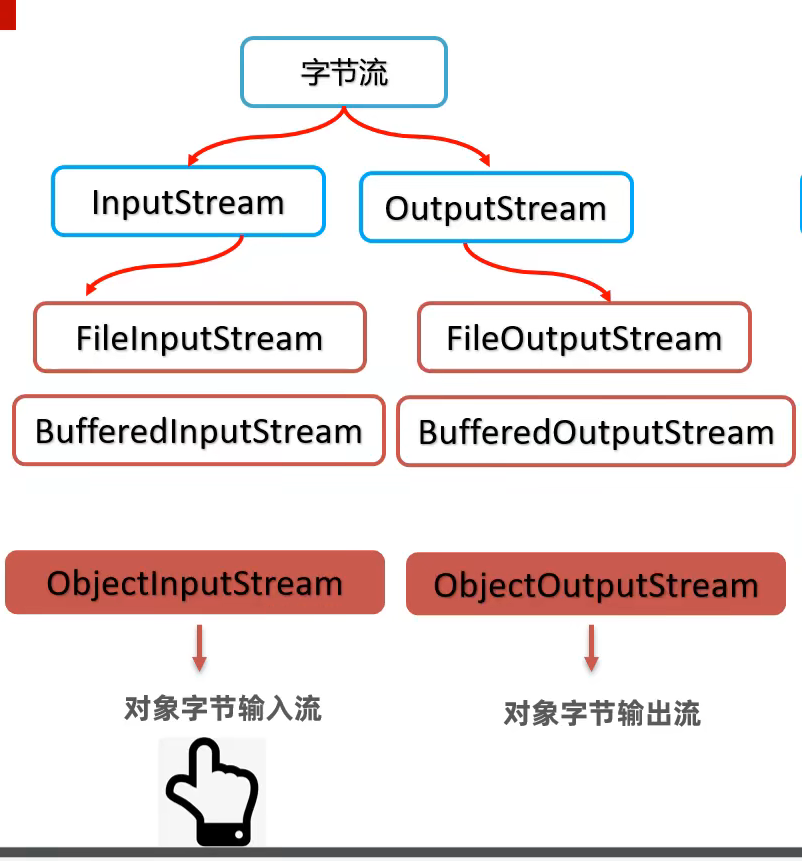 字节流
InputStream
OutputStream
FileInputStream
FileOutputStream
BufferedInputStream
BufferedOutputStream
ObjectInputStream
ObjectOutputStream
对象字节输入流
对象字节输出流